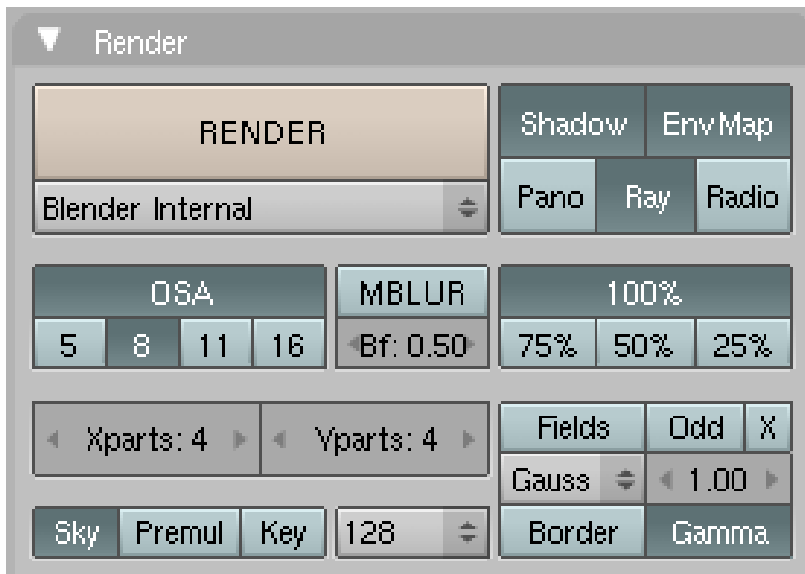 Render
RENDER
Shadow EnvMap
Blender Internal
Pano Ray Radio
OSA MBLUR 100%
5 8 11 16 Bf: 0.50 75% 50% 25%
Xparts: 4 Yparts: 4
Fields Odd X
Gauss 1.00
Sky Premul Key 128 Border Gamma